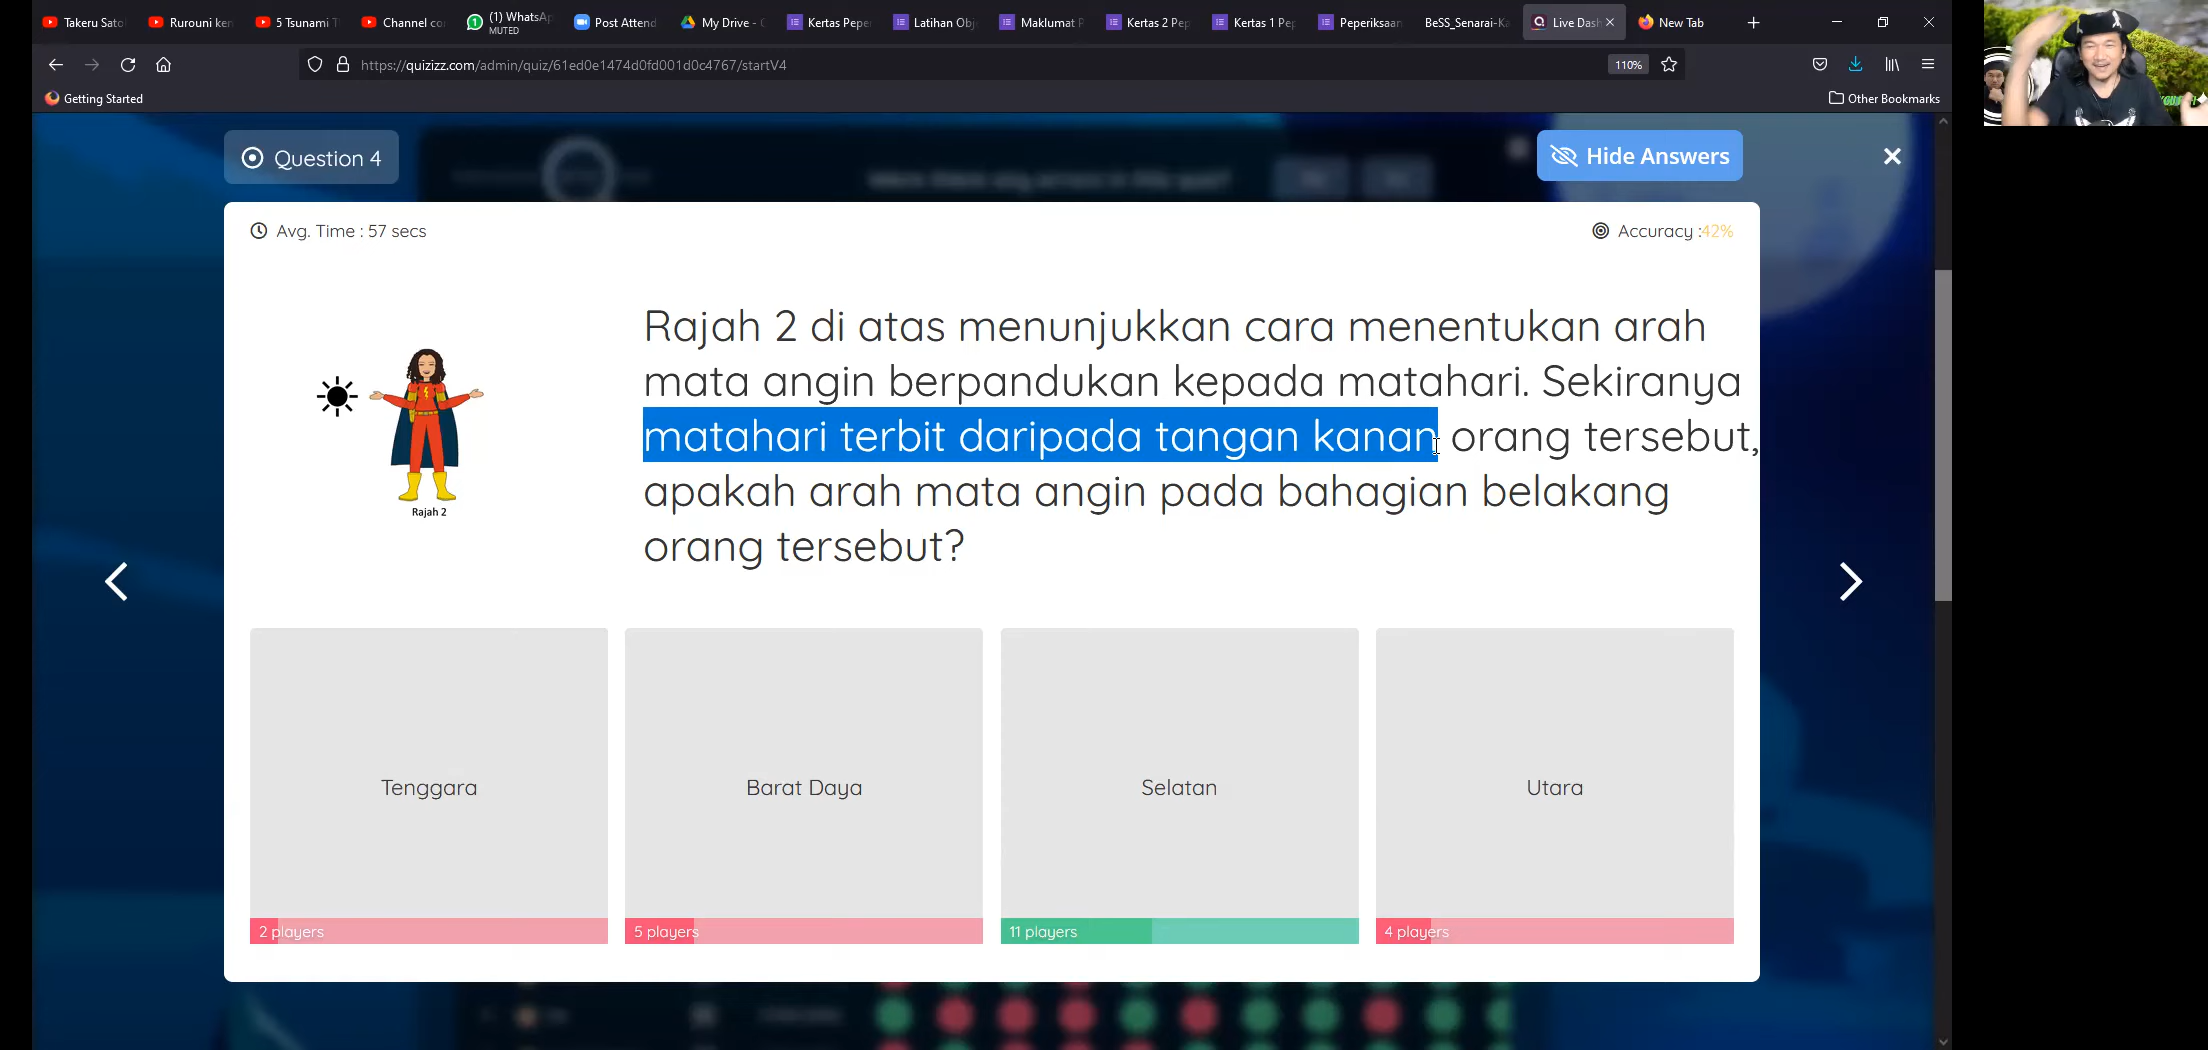 Takeru Sato
Rurouni ken
5 Tsunami T
Channel co
(1) WhatsAp
MUTED
Post Attend
My Drive - G
Kertas Peper
Latihan Obj
Maklumat P
Kertas 2 Pep
Kertas 1 Pep
Peperiksaan
BeSS_Senarai-Ka
Live Dash
New Tab
https://quizizz.com/admin/quiz/61ed0e1474d0fd001d0c4767/startV4
110%
Getting Started
Other Bookmarks
Question 4
Hide Answers
Avg. Time : 57 secs
Accuracy :42%
Rajah 2 di atas menunjukkan cara menentukan arah
mata angin berpandukan kepada matahari. Sekiranya
matahari terbit daripada tangan kanan orang tersebut,
apakah arah mata angin pada bahagian belakang
orang tersebut?
Rajah 2
Tenggara
Barat Daya
Selatan
Utara
2 players
5 players
11 players
4 players